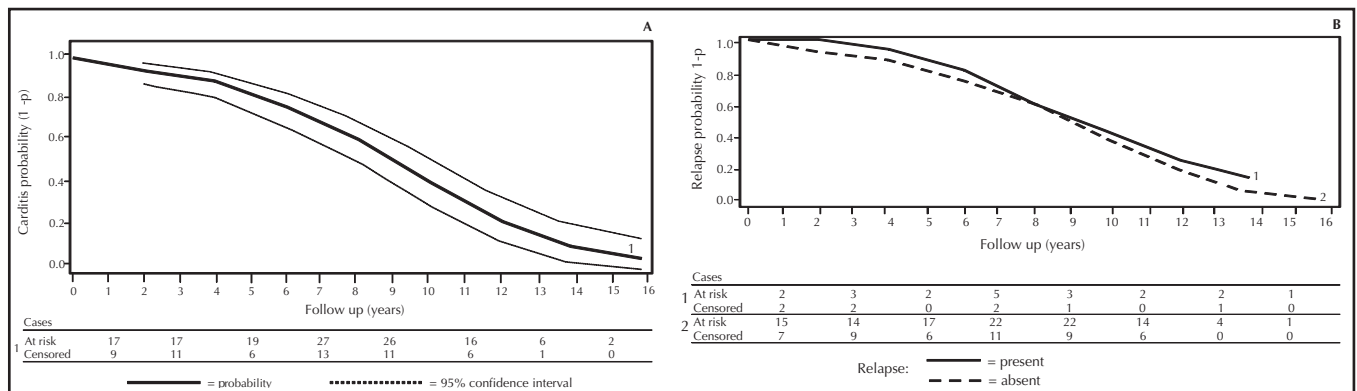 A
Carditis probability (1 -p)
1.0
0.8
0.6
0.4
0.2
0.0
1
0 1 2 3 4 5 6 7 8 9 10 11 12 13 14 15 16
Follow up (years)
Cases
1
At risk 17 17 19 27 26 16 6 2
Censored 9 11 6 13 11 6 1 0
= probability = 95% confidence interval
B
Relapse probability 1-p
1.0
0.8
0.6
0.4
0.2
0.0
1
2
0 1 2 3 4 5 6 7 8 9 10 12 13 14 15 16
Follow up (years)
Cases
1 At risk 2 3 2 5 3 2 2 1
Censored 2 2 0 2 1 0 1 0
2 At risk 15 14 17 22 22 14 4 1
Censored 7 9 6 11 9 6 0 0
Relapse: = present
= absent